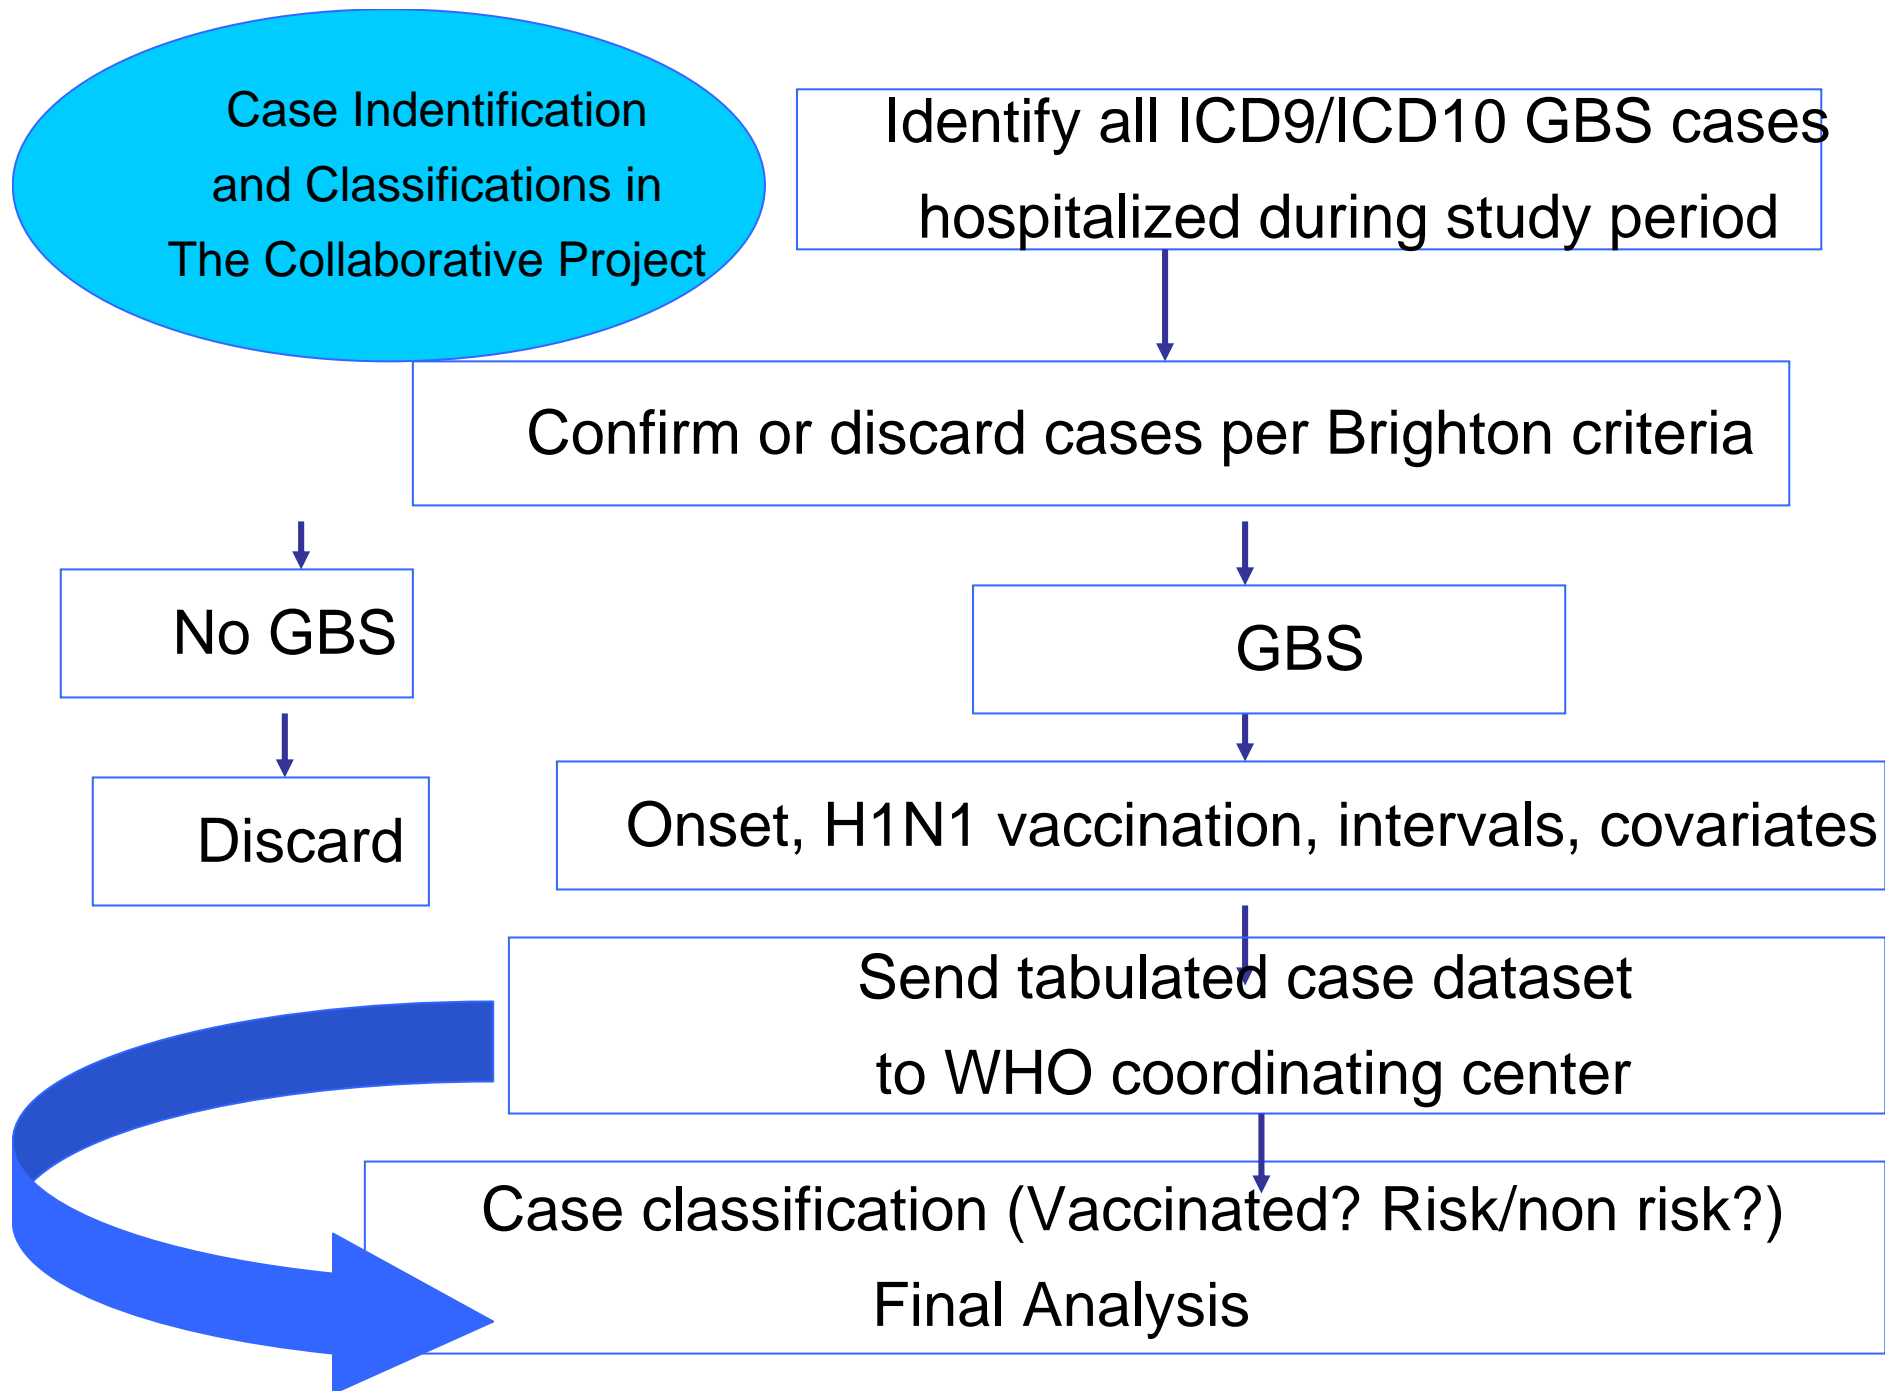 Case Indentification
and Classifications in
The Collaborative Project
Identify all ICD9/ICD10 GBS cases
hospitalized during study period
Confirm or discard cases per Brighton criteria
No GBS
GBS
Discard
Onset, H1N1 vaccination, intervals, covariates
Send tabulated case dataset
to WHO coordinating center
Case classification (Vaccinated? Risk/non risk?)
Final Analysis